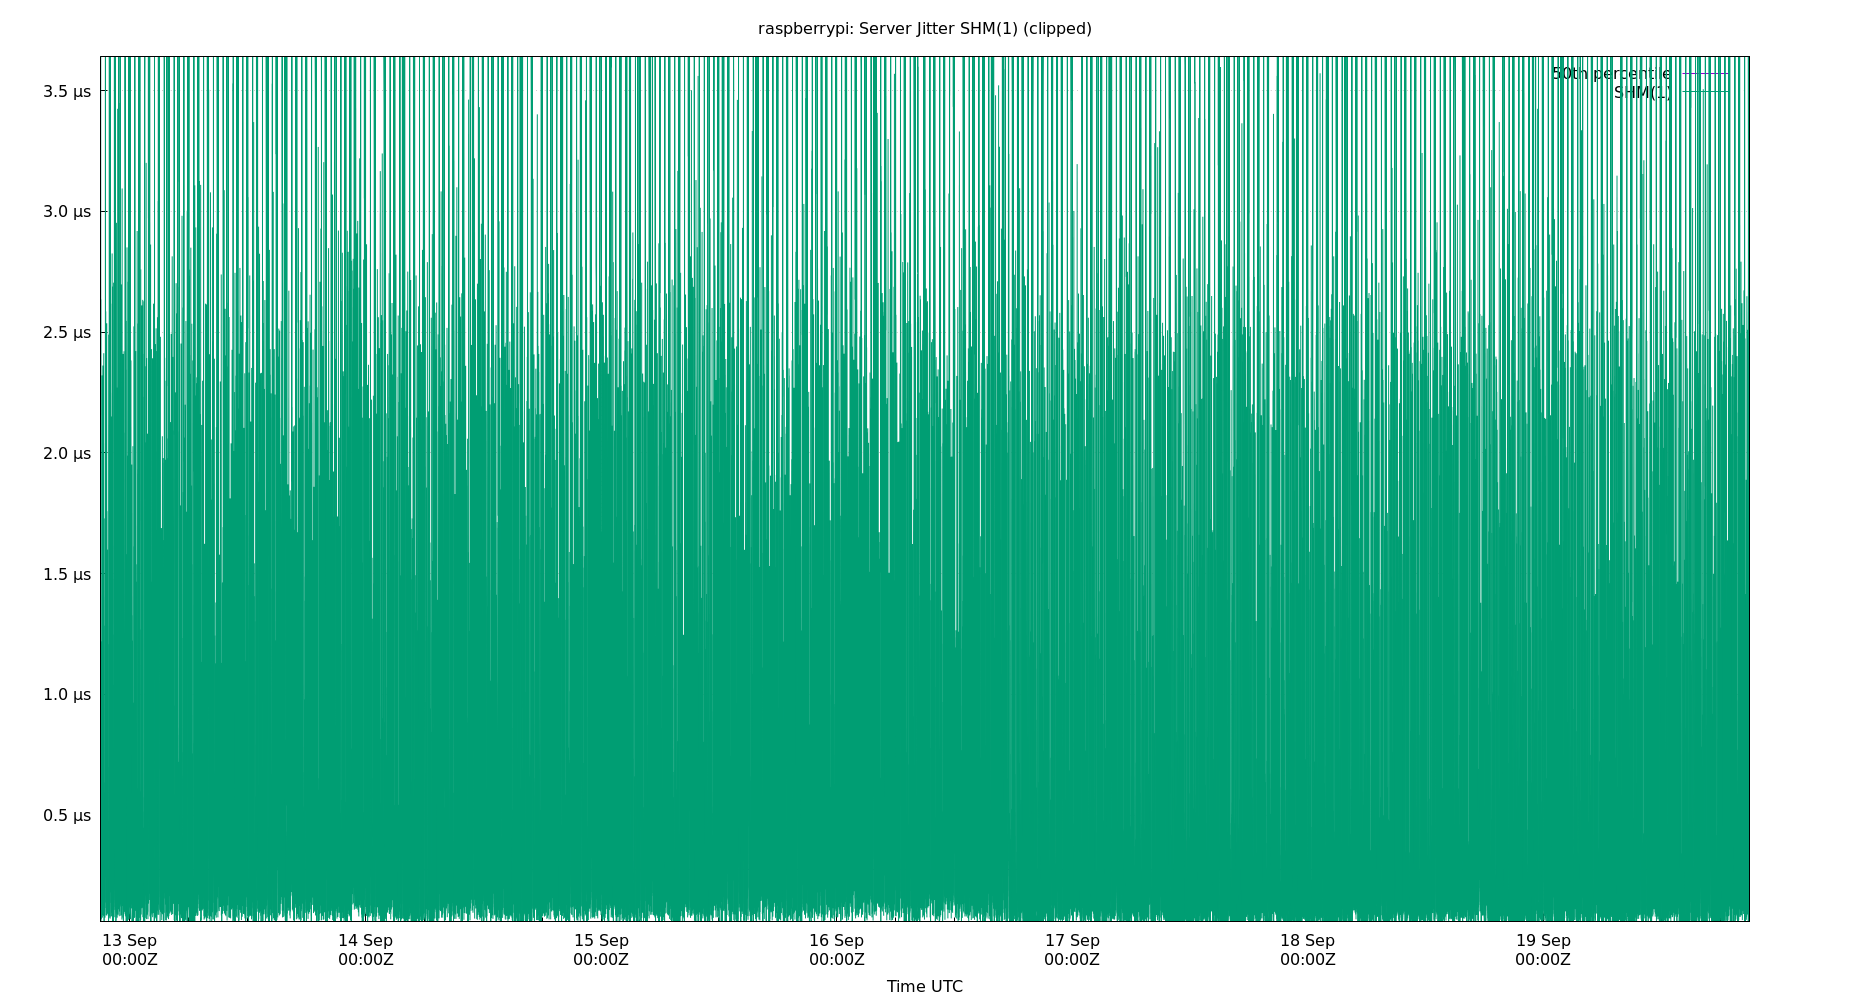 raspberrypi: Server Jitter SHM(1) (clipped)
50th percentile
SHM(1)
3.5 µs
3.0 µs
2.5 µs
2.0 µs
1.5 µs
1.0 µs
0.5 µs
13 Sep 14 Sep 15 Sep 16 Sep 17 Sep 18 Sep 19 Sep
00:00Z 00:00Z 00:00Z 00:00Z 00:00Z 00:00Z 00:00Z
Time UTC